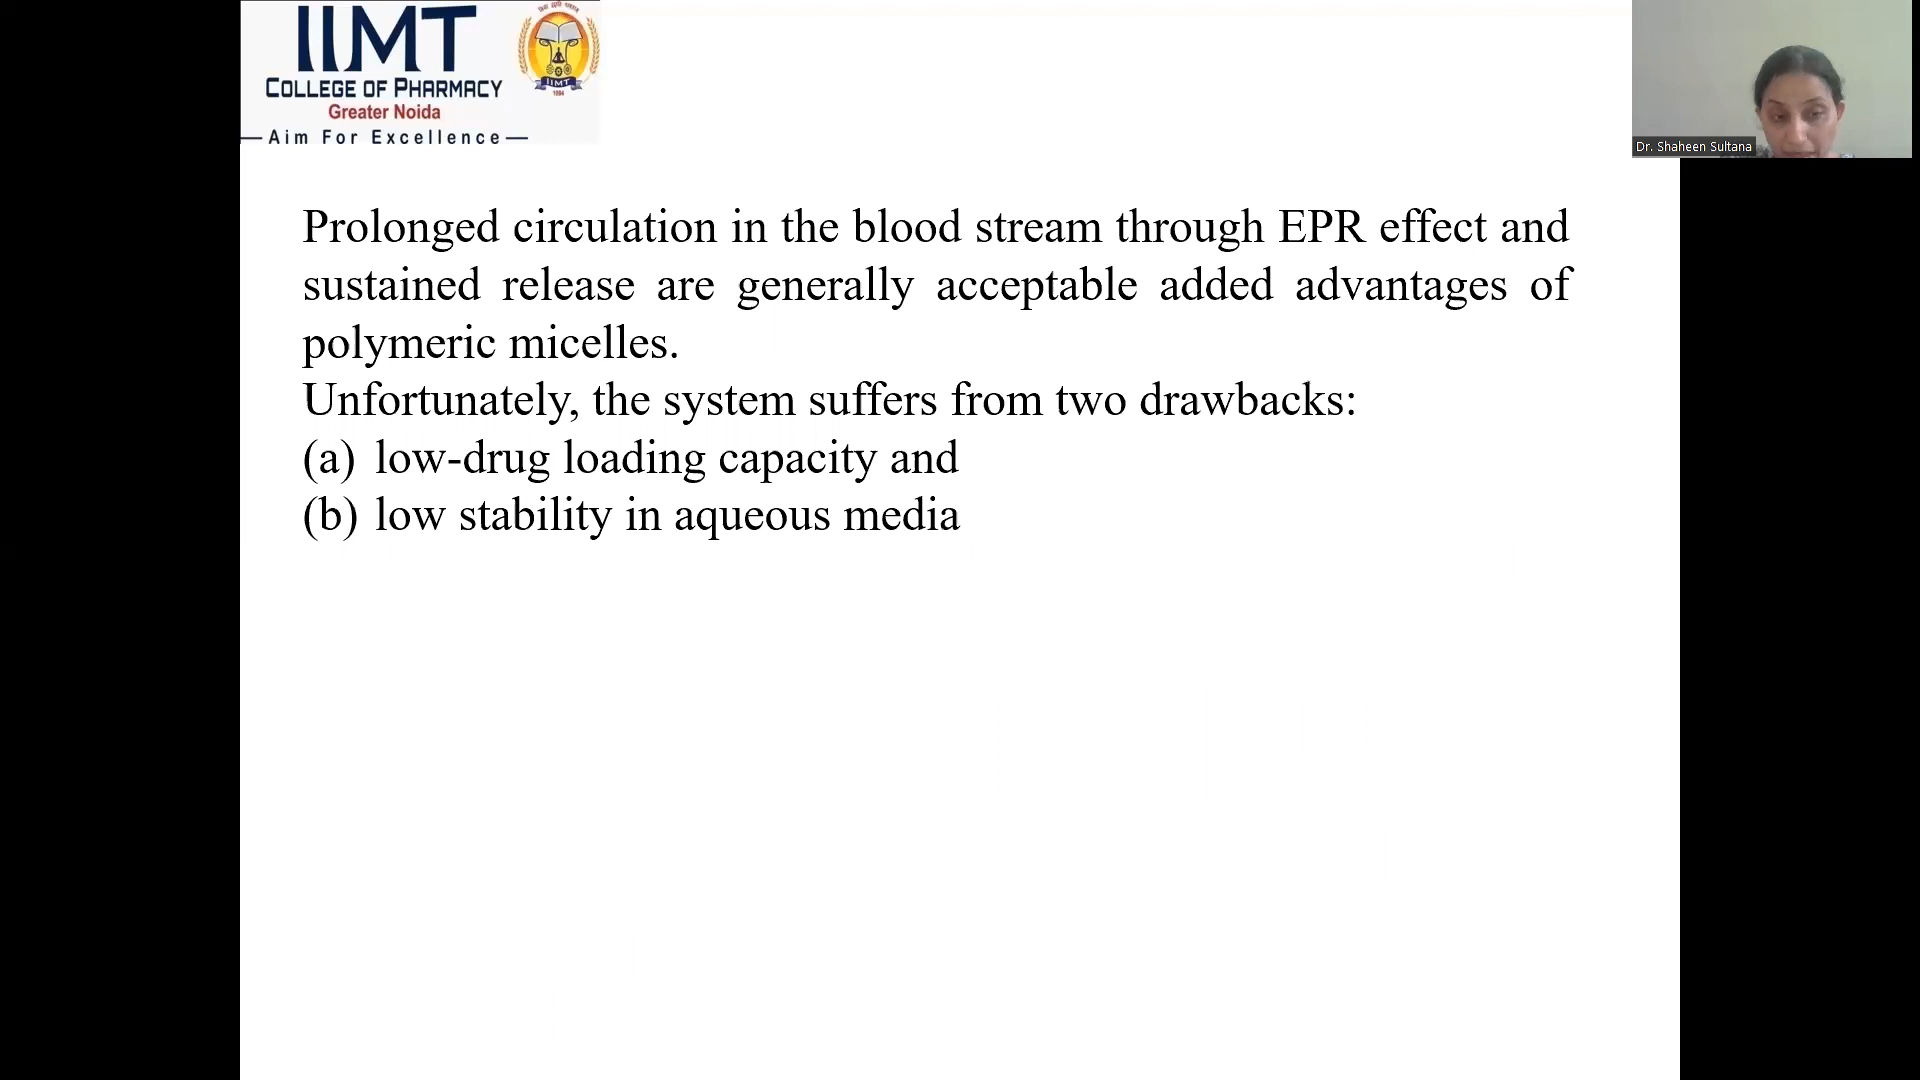 IIMT
COLLEGE OF PHARMACY
Greater Noida
—Aim For Excellence—
IIMT
1994
Dr. Shaheen Sultana
Prolonged circulation in the blood stream through EPR effect and
sustained release are generally acceptable added advantages of
polymeric micelles.
Unfortunately, the system suffers from two drawbacks:
(a) low-drug loading capacity and
(b) low stability in aqueous media